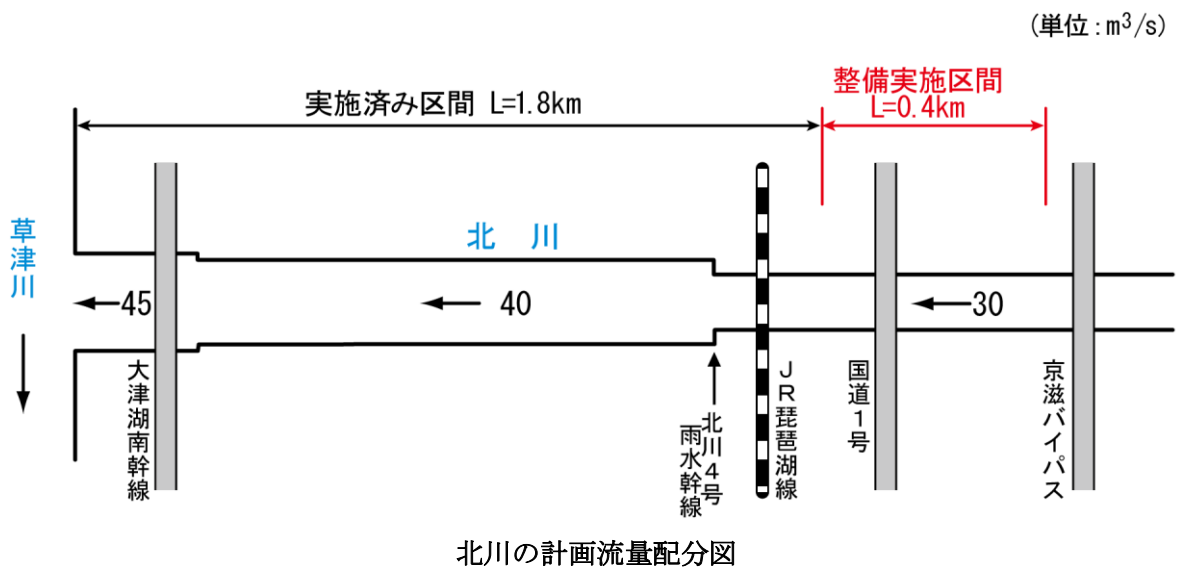 (単位:m³/s)
整備実施区間
L=0.4km
実施済み区間 L=1.8km
草津川
北 川
45
40
30
大津湖南幹線
北川4号
雨水幹線
JR琵琶湖線
国道1号
京滋バイパス
北川の計画流量配分図